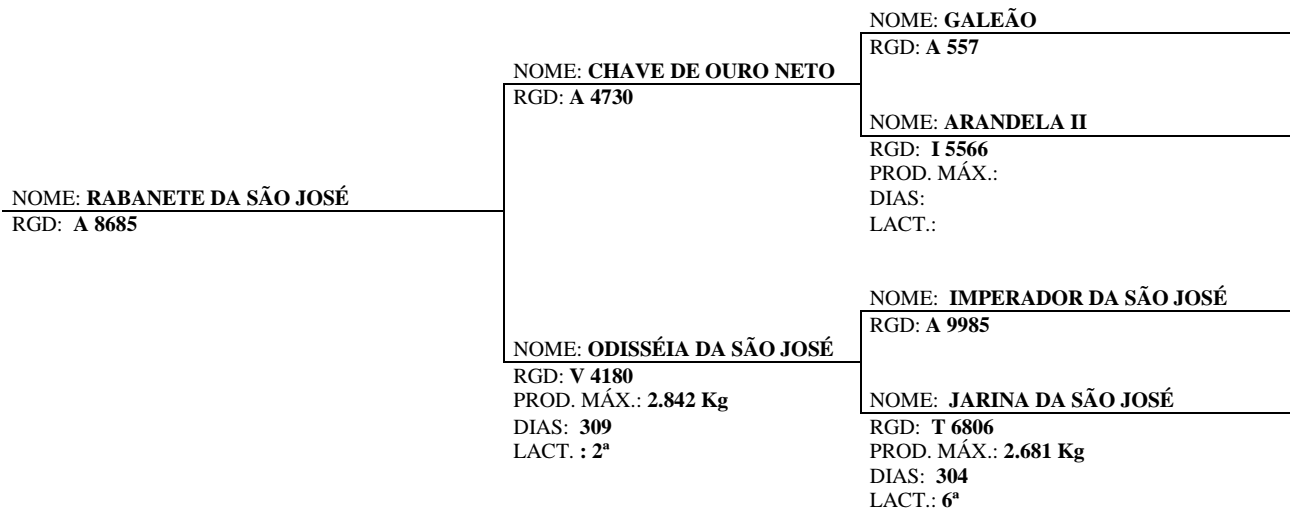 NOME: RABANETE DA SÃO JOSÉ
RGD: A 8685
NOME: CHAVE DE OURO NETO
RGD: A 4730
NOME: ODISSÉIA DA SÃO JOSÉ
RGD: V 4180
PROD. MÁX.: 2.842 Kg
DIAS: 309
LACT. : 2ª
NOME: GALEÃO
RGD: A 557
NOME: ARANDELA II
RGD: I 5566
PROD. MÁX.:
DIAS:
LACT.:
NOME: IMPERADOR DA SÃO JOSÉ
RGD: A 9985
NOME: JARINA DA SÃO JOSÉ
RGD: T 6806
PROD. MÁX.: 2.681 Kg
DIAS: 304
LACT.: 6ª